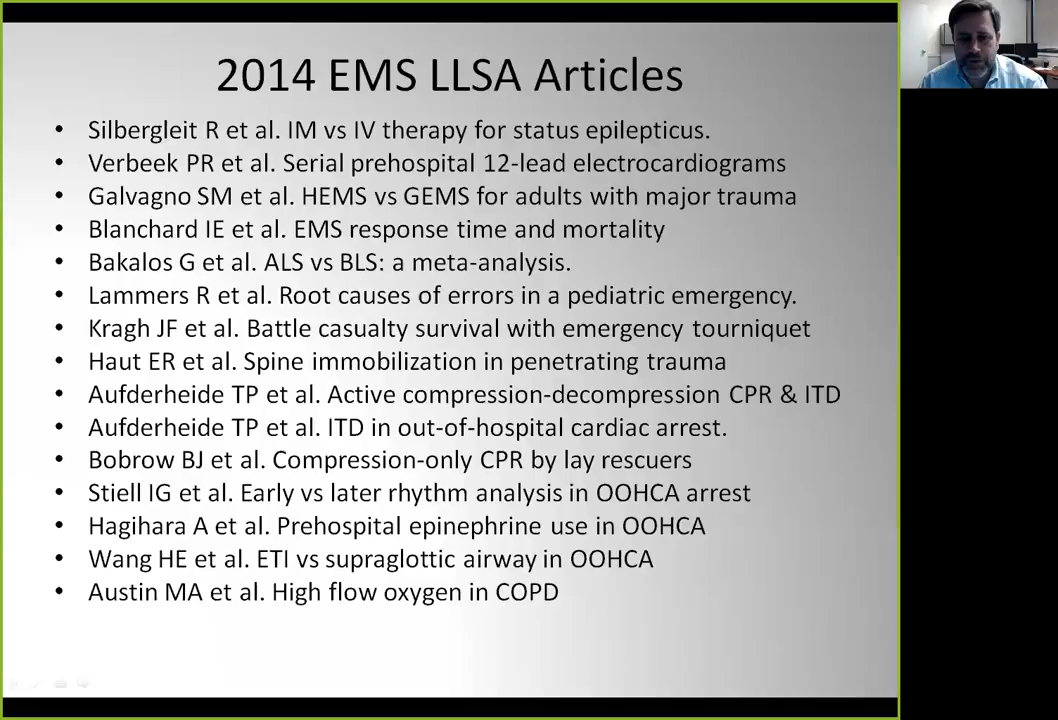 2014 EMS LLSA Articles
• Silbergleit R et al. IM vs IV therapy for status epilepticus.
• Verbeek PR et al. Serial prehospital 12-lead electrocardiograms
• Galvagno SM et al. HEMS vs GEMS for adults with major trauma
• Blanchard IE et al. EMS response time and mortality
• Bakalos G et al. ALS vs BLS: a meta-analysis.
• Lammers R et al. Root causes of errors in a pediatric emergency.
• Kragh JF et al. Battle casualty survival with emergency tourniquet
• Haut ER et al. Spine immobilization in penetrating trauma
• Aufderheide TP et al. Active compression-decompression CPR & ITD
• Aufderheide TP et al. ITD in out-of-hospital cardiac arrest.
• Bobrow BJ et al. Compression-only CPR by lay rescuers
• Stiell IG et al. Early vs later rhythm analysis in OOHCA arrest
• Hagihara A et al. Prehospital epinephrine use in OOHCA
• Wang HE et al. ETI vs supraglottic airway in OOHCA
• Austin MA et al. High flow oxygen in COPD